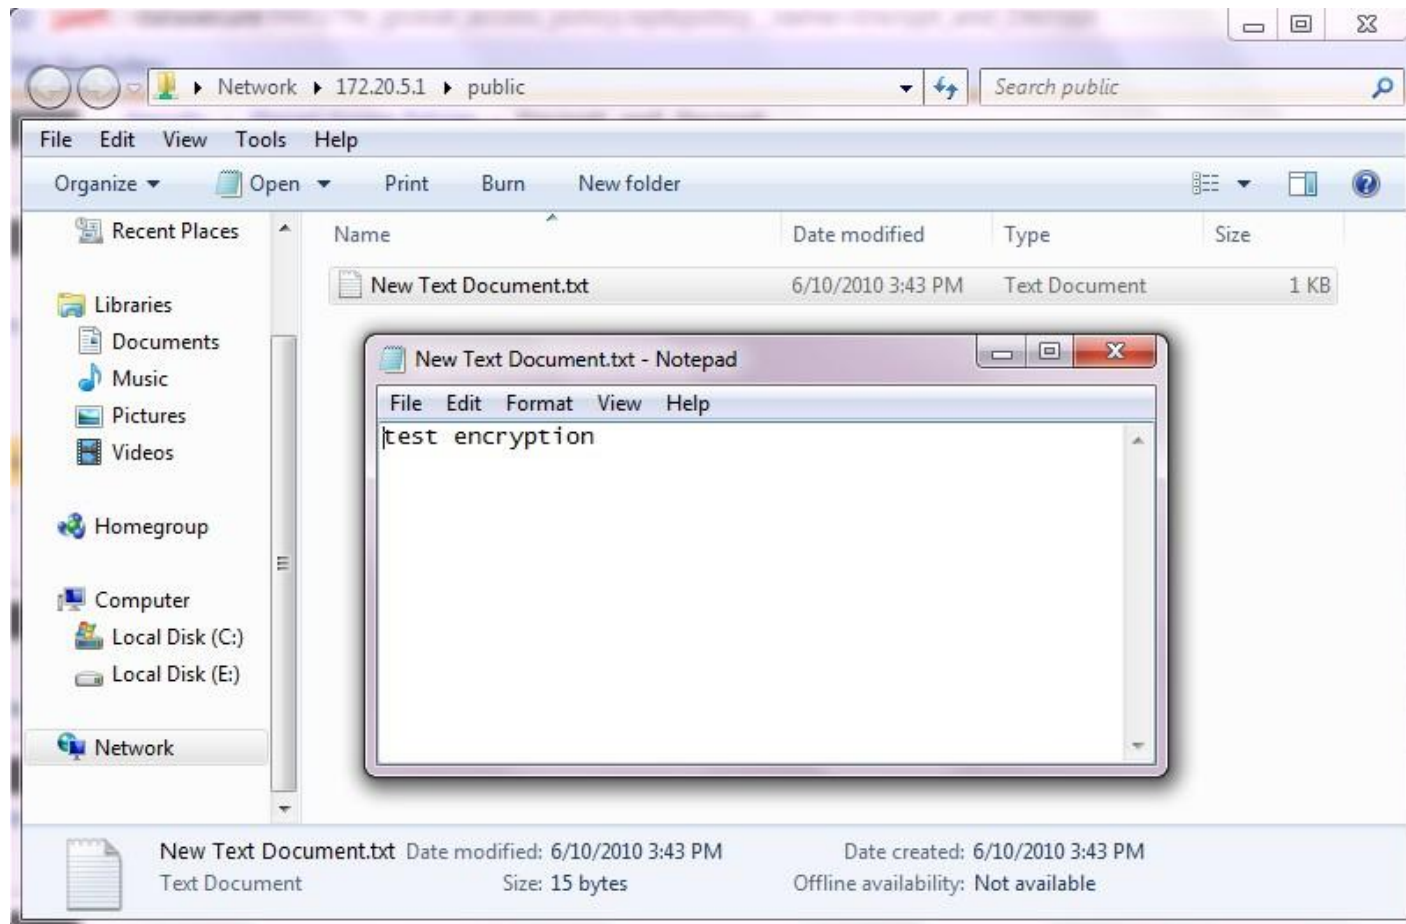 Network ▸ 172.20.5.1 ▸ public Search public
File Edit View Tools Help
Organize Open Print Burn New folder
Recent Places
Libraries
Documents
Music
Pictures
Videos
Homegroup
Computer
Local Disk (C:)
Local Disk (E:)
Network
Name Date modified Type Size
New Text Document.txt 6/10/2010 3:43 PM Text Document 1 KB
New Text Document.txt - Notepad
File Edit Format View Help
test encryption
New Text Document.txt Date modified: 6/10/2010 3:43 PM Date created: 6/10/2010 3:43 PM
Text Document Size: 15 bytes Offline availability: Not available